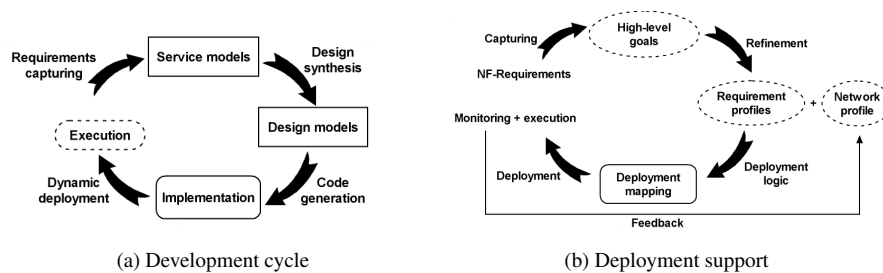 Requirements
capturing
Service models
Design
synthesis
Design models
Code
generation
Implementation
Dynamic
deployment
Execution
(a) Development cycle
Capturing
NF-Requirements
High-level
goals
Refinement
Requirement
profiles
+
Network
profile
Deployment
logic
Deployment
mapping
Deployment
Monitoring + execution
Feedback
(b) Deployment support